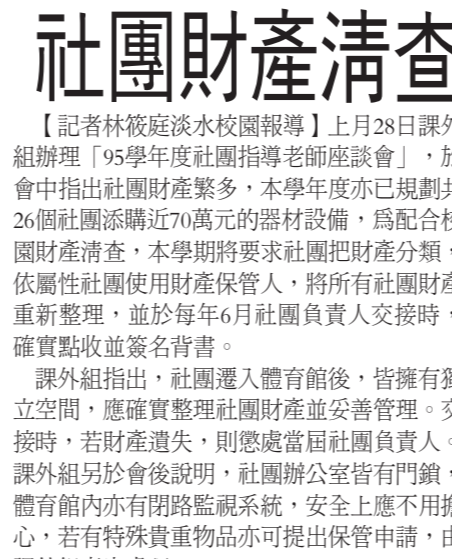 社團財產清查
【記者林筱庭淡水校園報導】上月28日課外
組辦理「95學年度社團指導老師座談會」，於
會中指出社團財產繁多，本學年度亦已規劃共
26個社團添購近70萬元的器材設備，為配合校
園財產清查，本學期將要求社團把財產分類，
依屬性社團使用財產保管人，將所有社團財產
重新整理，並於每年6月社團負責人交接時，
確實點收並簽名背書。
課外組指出，社團遷入體育館後，皆擁有獨
立空間，應確實整理社團財產並妥善管理。交
接時，若財產遺失，則懲處當屆社團負責人。
課外組另於會後說明，社團辦公室皆有門鎖，
體育館內亦有閉路監視系統，安全上應不用擔
心，若有特殊貴重物品亦可提出保管申請，由